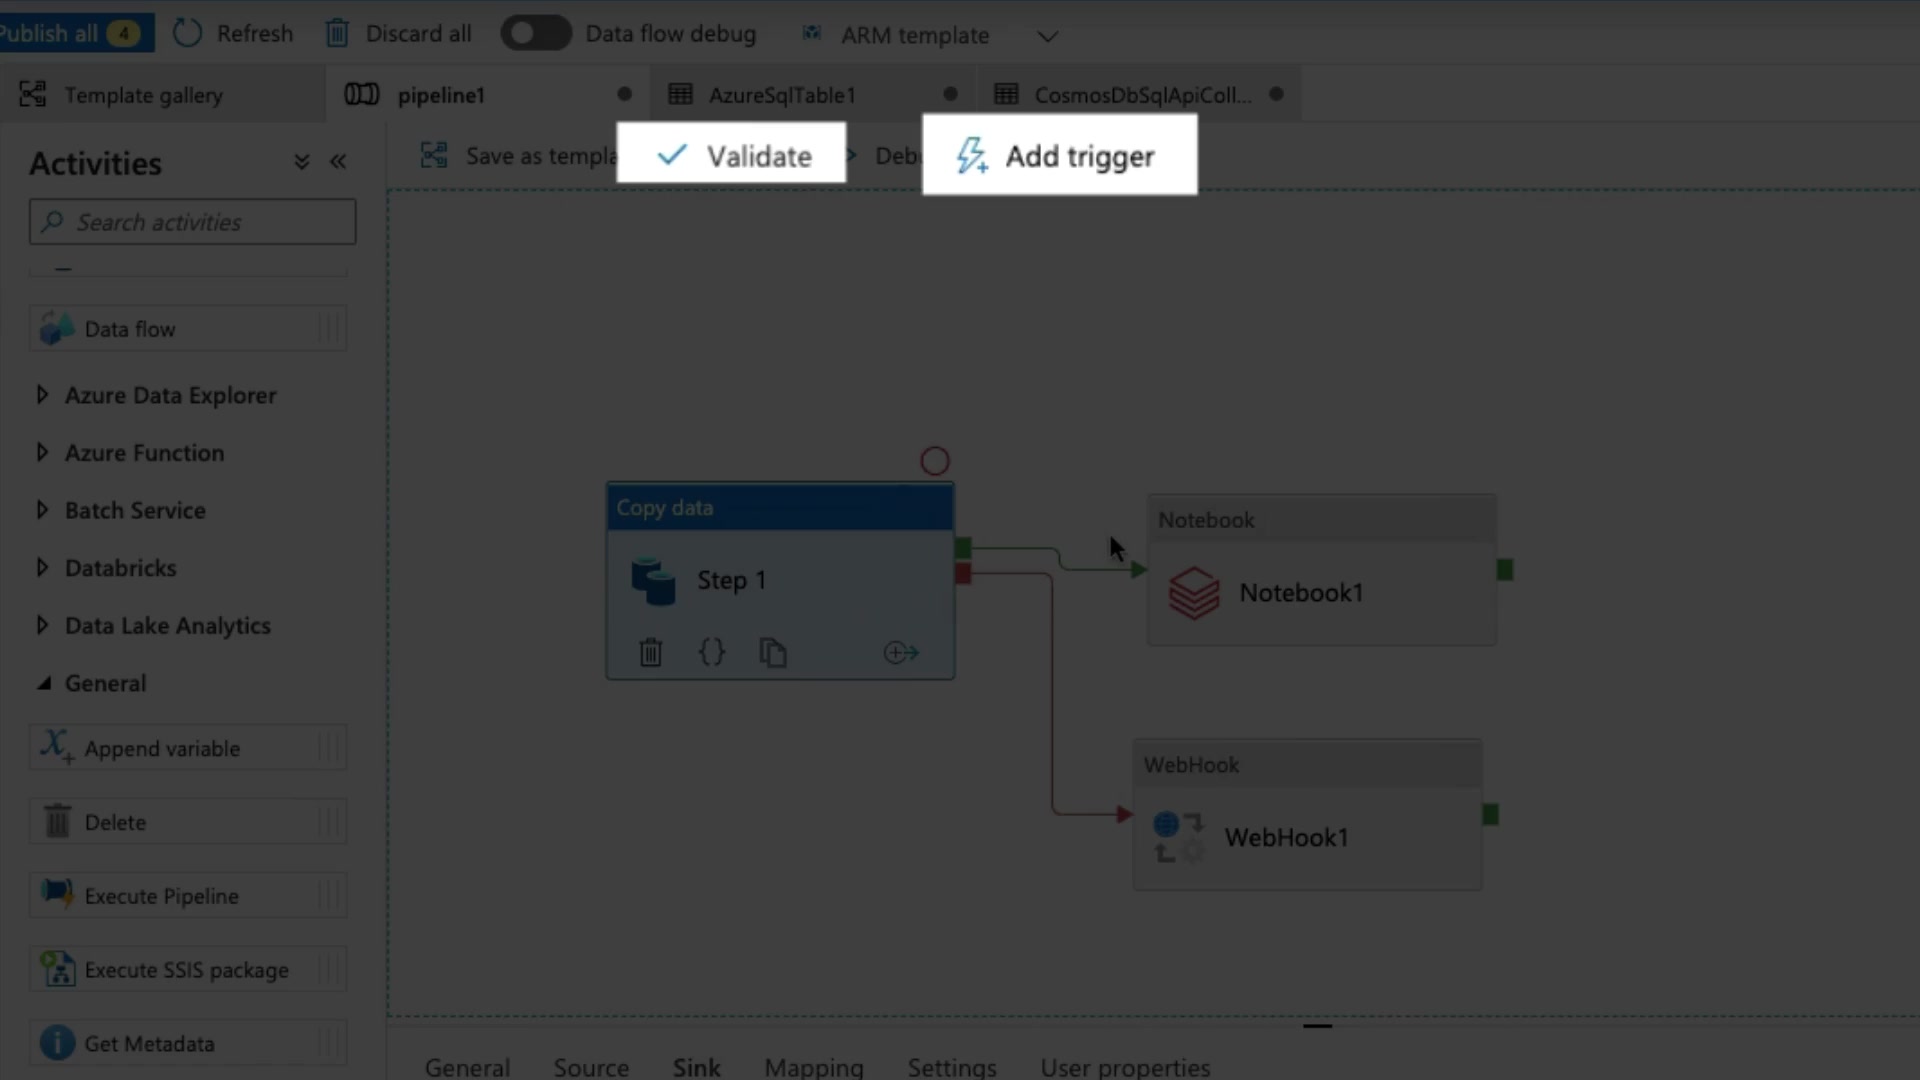 Publish all 4 Refresh Discard all Data flow debug ARM template
Template gallery pipeline1 AzureSqlTable1 CosmosDbSqlApiColl...
Activities
Search activities
Save as templa Validate Debu Add trigger
Data flow
Azure Data Explorer
Azure Function
Batch Service
Databricks
Data Lake Analytics
General
Append variable
Delete
Execute Pipeline
Execute SSIS package
Get Metadata
Copy data
Step 1
Notebook
Notebook1
WebHook
WebHook1
General Source Sink Mapping Settings User properties